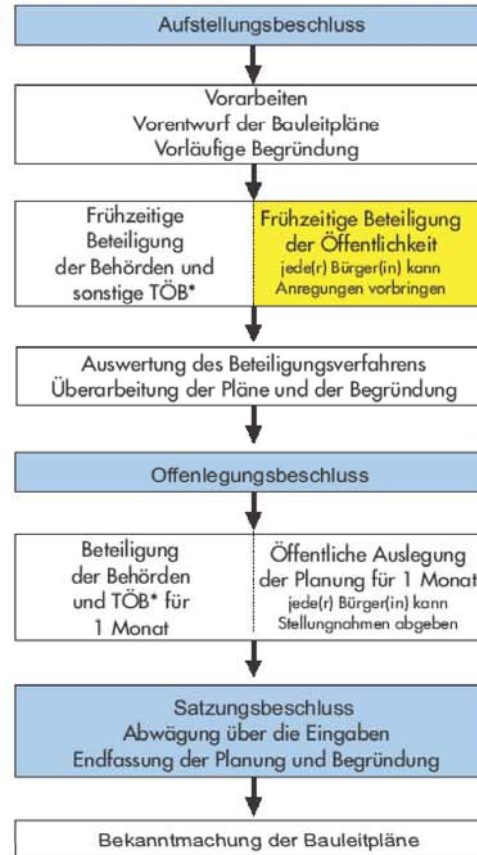 Aufstellungsbeschluss
Vorarbeiten
Vorentwurf der Bauleitpläne
Vorläufige Begründung
Frühzeitige
Beteiligung
der Behörden und
sonstige TÖB*
Frühzeitige Beteiligung
der Öffentlichkeit
jede(r) Bürger(in) kann
Anregungen vorbringen
Auswertung des Beteiligungsverfahrens
Überarbeitung der Pläne und der Begründung
Offenlegungsbeschluss
Beteiligung
der Behörden
und TÖB* für
1 Monat
Öffentliche Auslegung
der Planung für 1 Monat
jede(r) Bürger(in) kann
Stellungnahmen abgeben
Satzungsbeschluss
Abwägung über die Eingaben
Endfassung der Planung und Begründung
Bekanntmachung der Bauleitpläne